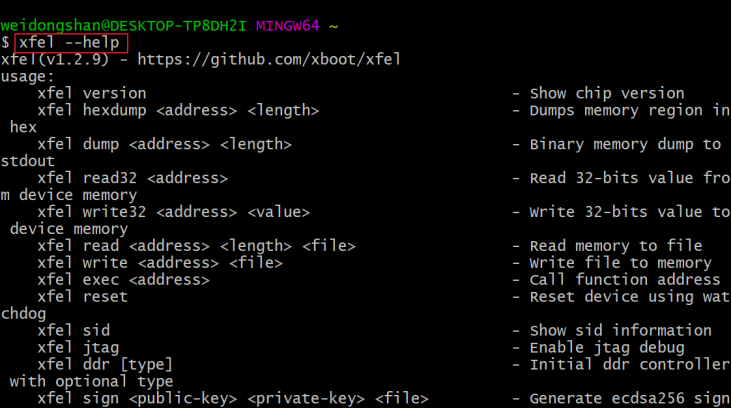 weidongshan@DESKTOP-TP8DH2I MINGW64 ~
$ xfel --help
xfel(v1.2.9) - https://github.com/xboot/xfel
usage:
    xfel version                                        - Show chip version
    xfel hexdump <address> <length>                     - Dumps memory region in
 hex
    xfel dump <address> <length>                        - Binary memory dump to
stdout
    xfel read32 <address>                               - Read 32-bits value fro
m device memory
    xfel write32 <address> <value>                      - Write 32-bits value to
 device memory
    xfel read <address> <length> <file>                 - Read memory to file
    xfel write <address> <file>                         - Write file to memory
    xfel exec <address>                                 - Call function address
    xfel reset                                          - Reset device using wat
chdog
    xfel sid                                            - Show sid information
    xfel jtag                                           - Enable jtag debug
    xfel ddr [type]                                     - Initial ddr controller
 with optional type
    xfel sign <public-key> <private-key> <file>         - Generate ecdsa256 sign